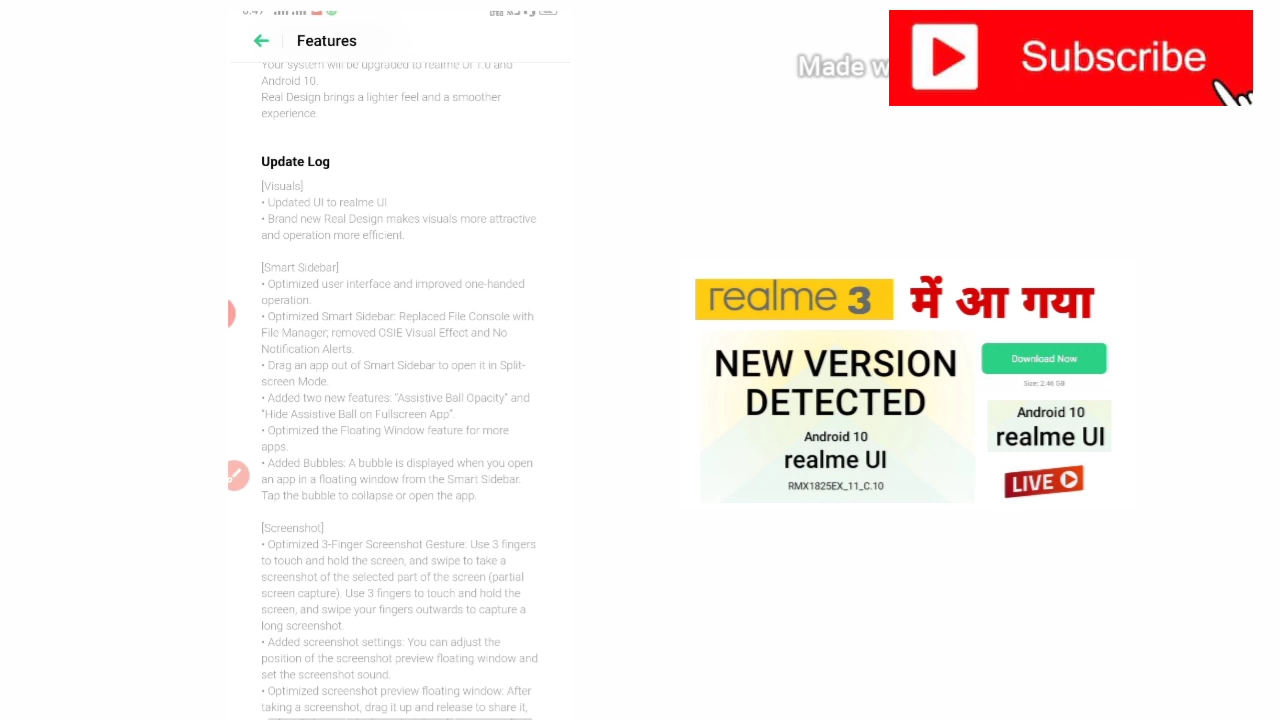 Features
Your system will be upgraded to realme UI 1.0 and
Android 10.
Real Design brings a lighter feel and a smoother
experience.
Update Log
[Visuals]
• Updated UI to realme UI
• Brand new Real Design makes visuals more attractive
and operation more efficient.
[Smart Sidebar]
• Optimized user interface and improved one-handed
operation.
• Optimized Smart Sidebar: Replaced File Console with
File Manager; removed OSIE Visual Effect and No
Notification Alerts.
• Drag an app out of Smart Sidebar to open it in Split-
screen Mode.
• Added two new features: “Assistive Ball Opacity” and
“Hide Assistive Ball on Fullscreen App”.
• Optimized the Floating Window feature for more
apps.
• Added Bubbles: A bubble is displayed when you open
an app in a floating window from the Smart Sidebar.
Tap the bubble to collapse or open the app.
[Screenshot]
• Optimized 3-Finger Screenshot Gesture: Use 3 fingers
to touch and hold the screen, and swipe to take a
screenshot of the selected part of the screen (partial
screen capture). Use 3 fingers to touch and hold the
screen, and swipe your fingers outwards to capture a
long screenshot.
• Added screenshot settings: You can adjust the
position of the screenshot preview floating window and
set the screenshot sound.
• Optimized screenshot preview floating window: After
taking a screenshot, drag it up and release to share it,
Made
Subscribe
realme 3 में आ गया
NEW VERSION
DETECTED
Android 10
realme UI
RMX1825EX_11_C.10
Download Now
Size: 2.46 GB
Android 10
realme UI
LIVE